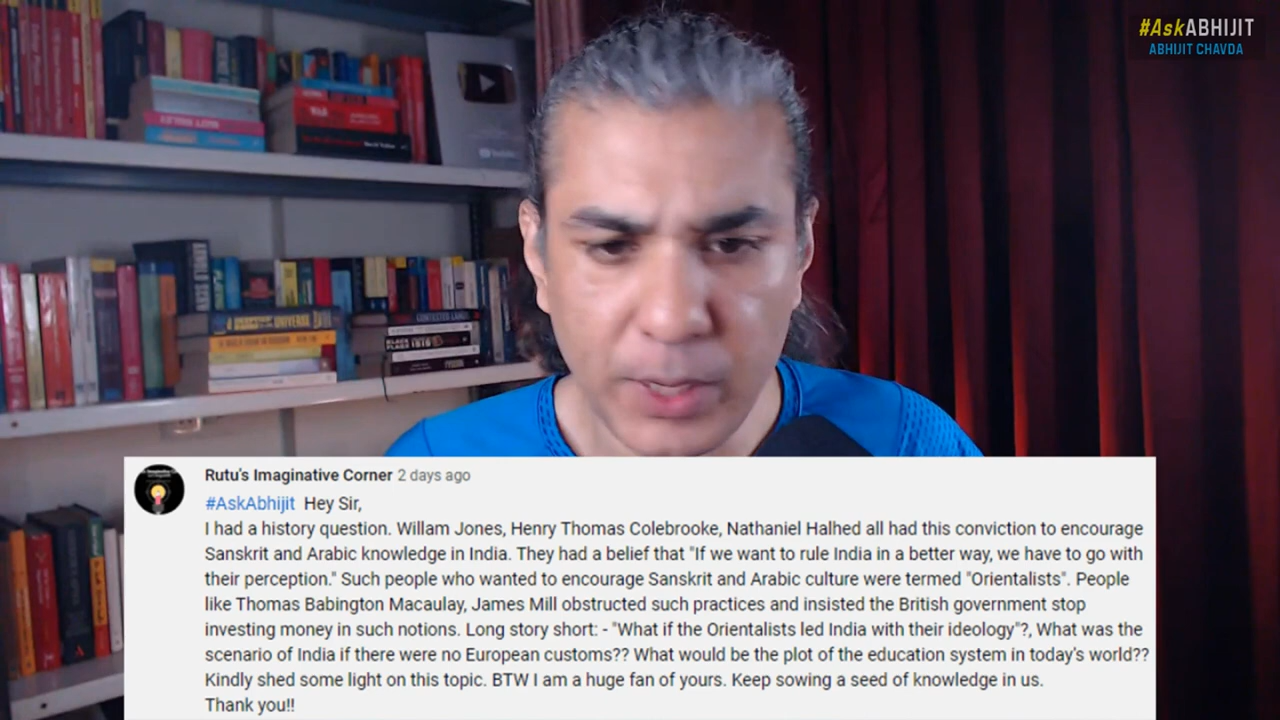 #AskABHIJIT
ABHIJIT CHAVDA
UNIVERSE
CONTESTED LANDS
Rutu's Imaginative Corner 2 days ago
#AskAbhijit Hey Sir,
I had a history question. Willam Jones, Henry Thomas Colebrooke, Nathaniel Halhed all had this conviction to encourage
Sanskrit and Arabic knowledge in India. They had a belief that "If we want to rule India in a better way, we have to go with
their perception." Such people who wanted to encourage Sanskrit and Arabic culture were termed "Orientalists". People
like Thomas Babington Macaulay, James Mill obstructed such practices and insisted the British government stop
investing money in such notions. Long story short: - "What if the Orientalists led India with their ideology"?, What was the
scenario of India if there were no European customs?? What would be the plot of the education system in today's world??
Kindly shed some light on this topic. BTW I am a huge fan of yours. Keep sowing a seed of knowledge in us.
Thank you!!